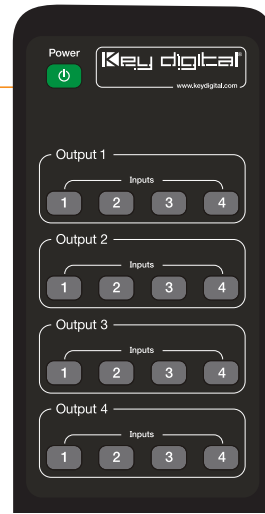 Power
Key digital®
www.keydigital.com
Output 1
Inputs
1 2 3 4
Output 2
Inputs
1 2 3 4
Output 3
Inputs
1 2 3 4
Output 4
Inputs
1 2 3 4